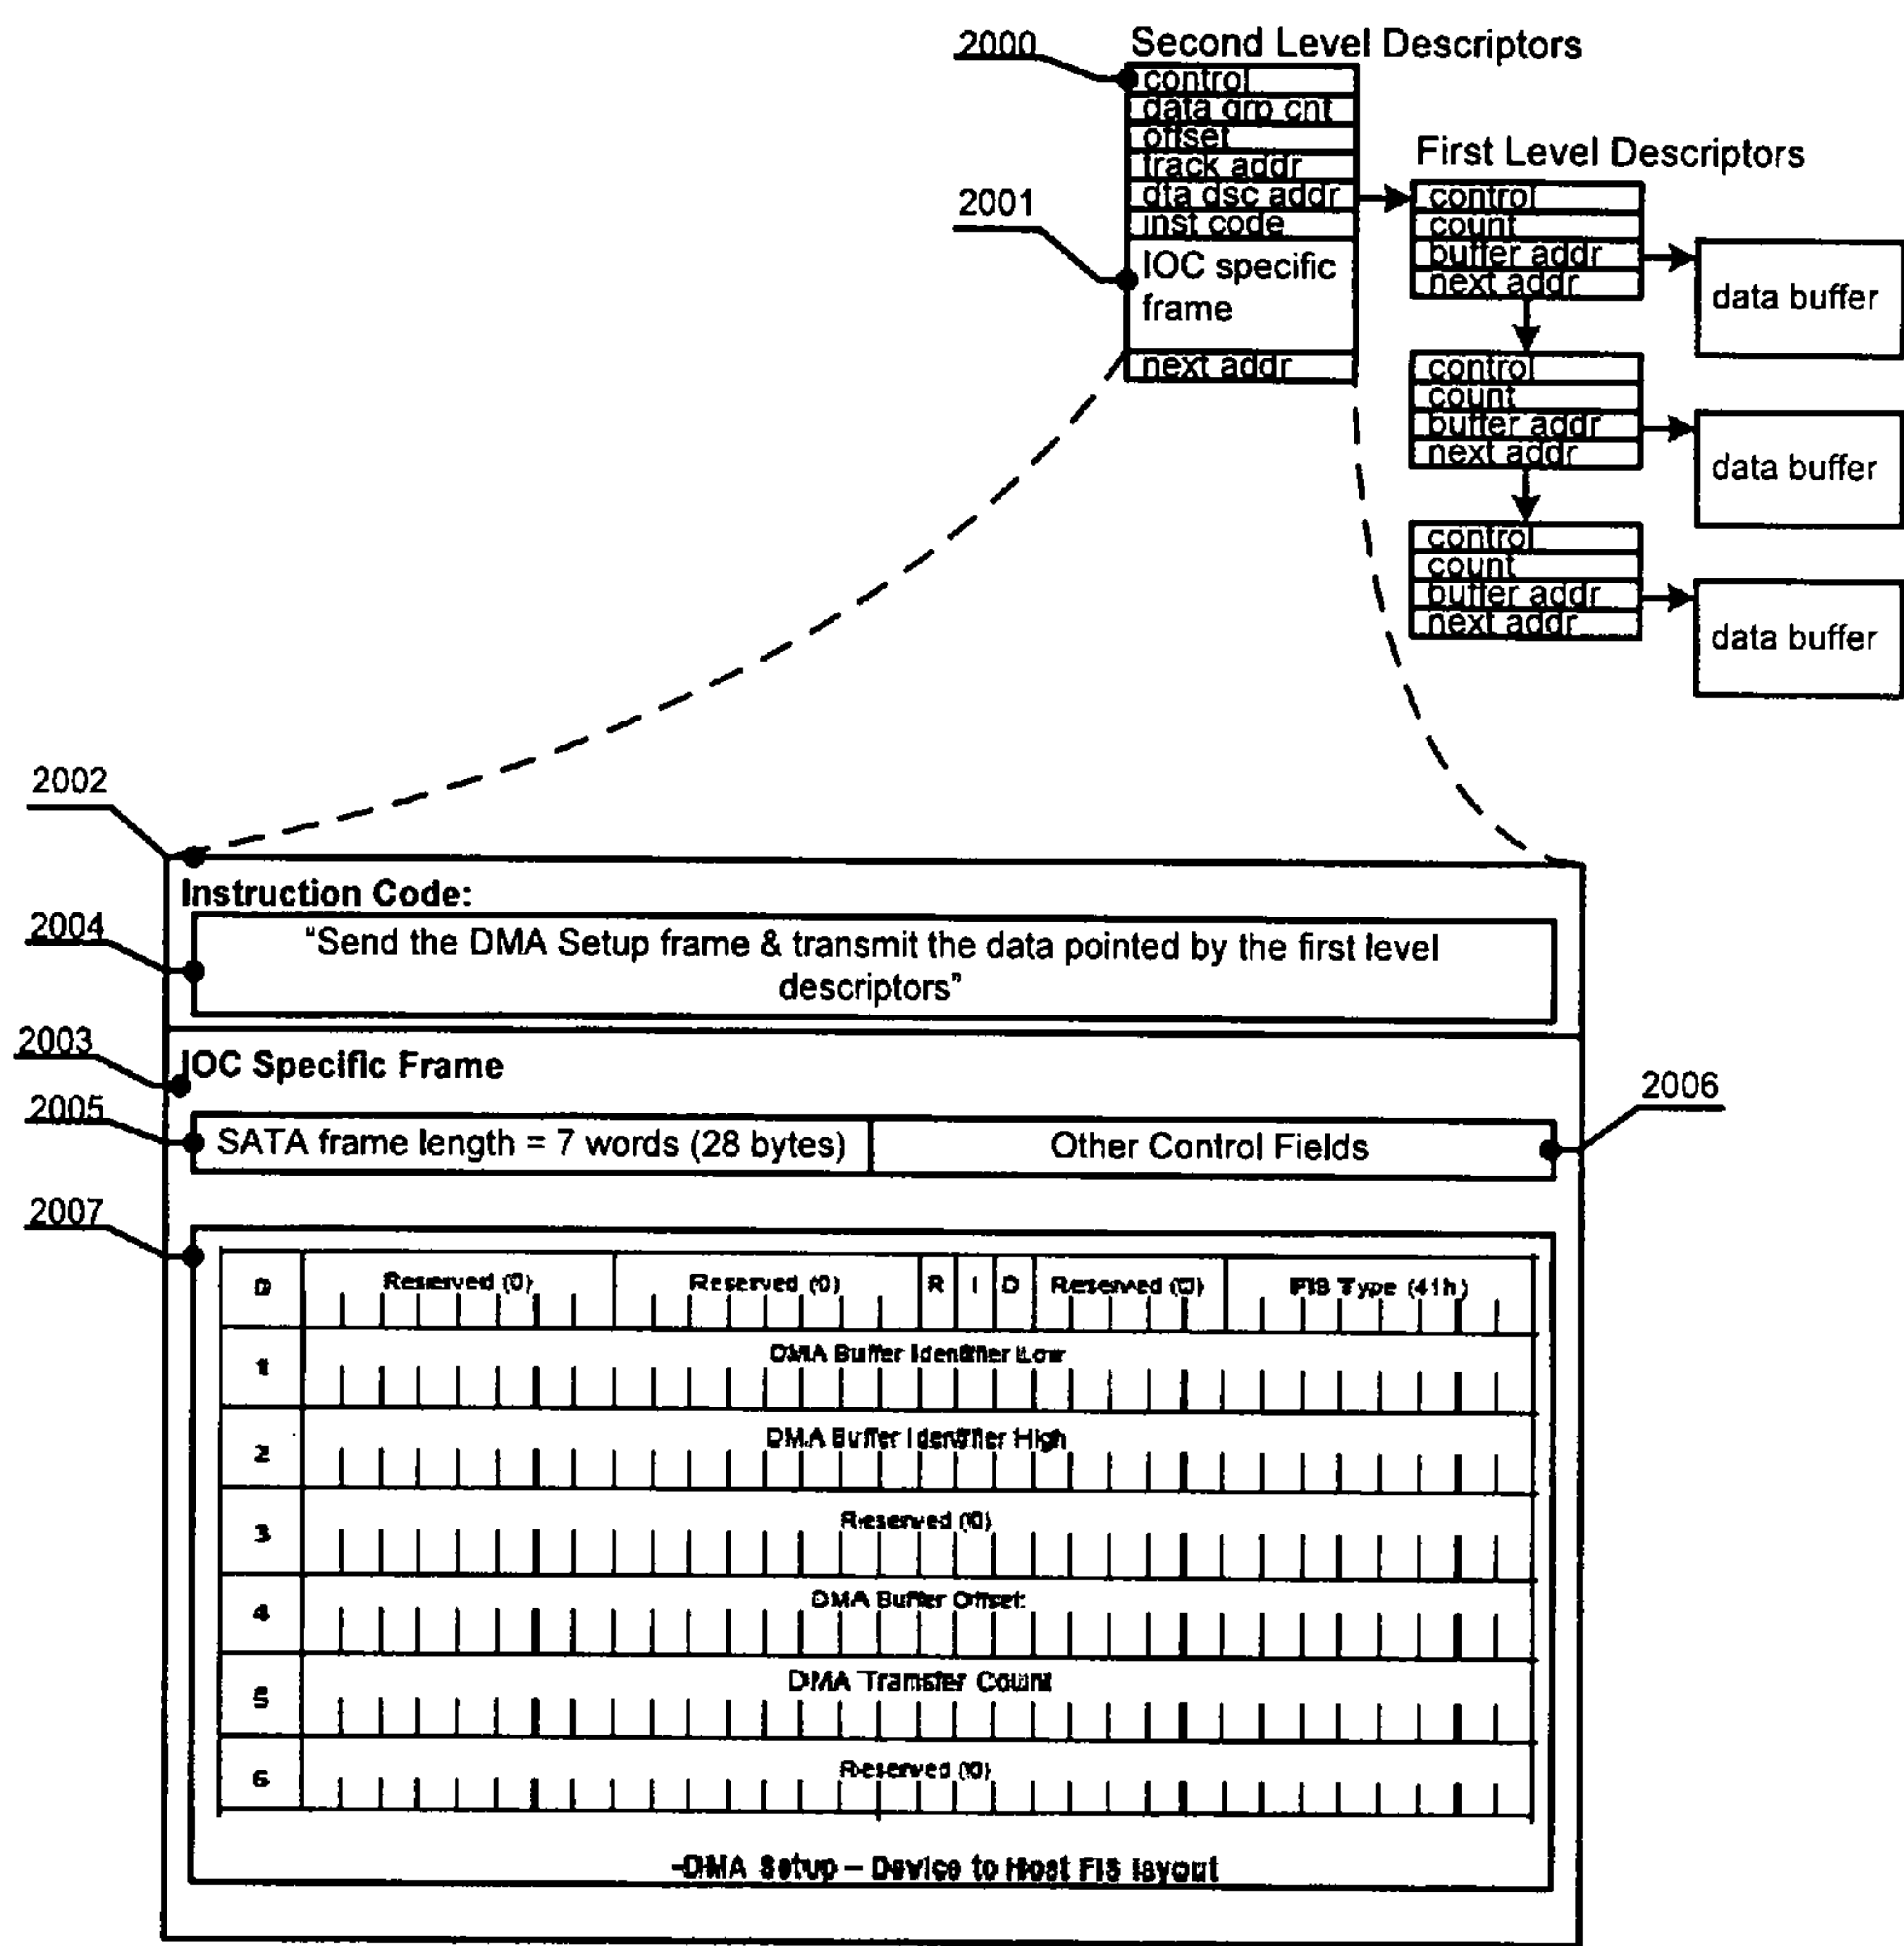 2000
Second Level Descriptors
control
data grp cnt
offset
track addr
dta dsc addr
inst code
2001
IOC specific
frame
next addr
First Level Descriptors
control
count
buffer addr
next addr
data buffer
control
count
buffer addr
next addr
data buffer
control
count
buffer addr
next addr
data buffer
2002
Instruction Code:
2004
"Send the DMA Setup frame & transmit the data pointed by the first level
descriptors"
2003
IOC Specific Frame
2005
SATA frame length = 7 words (28 bytes)
Other Control Fields
2006
2007
0 Reserved (0) Reserved (0) R I D Reserved (0) FIS Type (41h)
1 DMA Buffer Identifier Low
2 DMA Buffer Identifier High
3 Reserved (0)
4 DMA Buffer Offset
5 DMA Transfer Count
6 Reserved (0)
-DMA Setup – Device to Host FIS layout